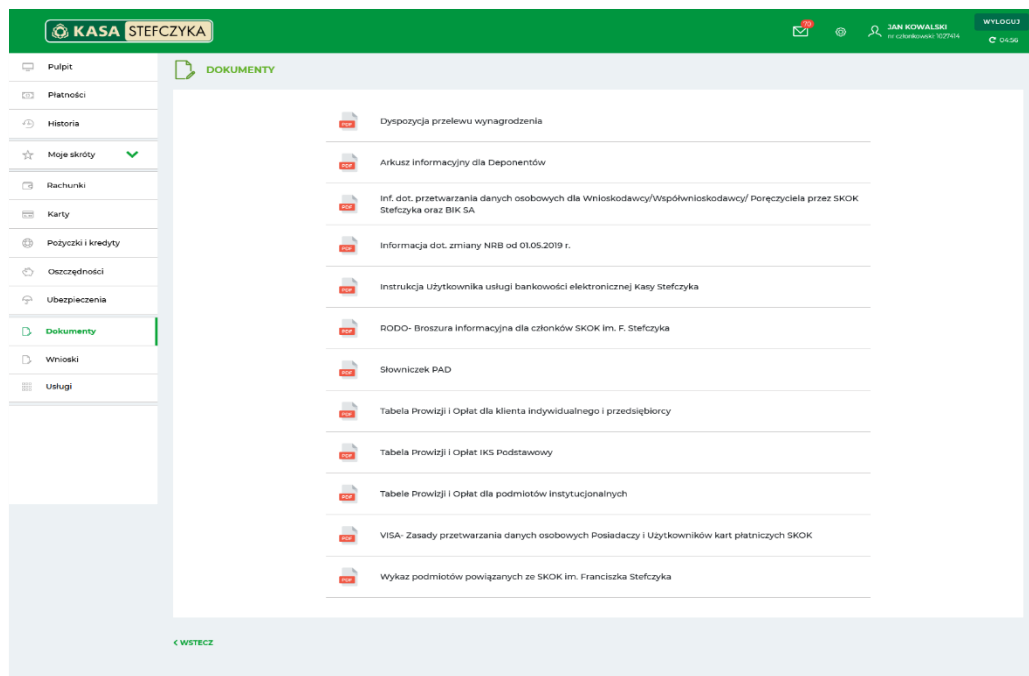 KASA STEFCZYKA
70
JAN KOWALSKI
nr członkowski 1027414
WYLOGUJ
04:56
Pulpit
Płatności
Historia
Moje skróty
Rachunki
Karty
Pożyczki i kredyty
Oszczędności
Ubezpieczenia
Dokumenty
Wnioski
Usługi
DOKUMENTY
PDF Dyspozycja przelewu wynagrodzenia
PDF Arkusz informacyjny dla Deponentów
PDF Inf. dot. przetwarzania danych osobowych dla Wnioskodawcy/Współwnioskodawcy/ Poręczyciela przez SKOK
Stefczyka oraz BIK SA
PDF Informacja dot. zmiany NRB od 01.05.2019 r.
PDF Instrukcja Użytkownika usługi bankowości elektronicznej Kasy Stefczyka
PDF RODO- Broszura informacyjna dla członków SKOK im. F. Stefczyka
PDF Słowniczek PAD
PDF Tabela Prowizji i Opłat dla klienta indywidualnego i przedsiębiorcy
PDF Tabela Prowizji i Opłat IKS Podstawowy
PDF Tabele Prowizji i Opłat dla podmiotów instytucjonalnych
PDF VISA- Zasady przetwarzania danych osobowych Posiadaczy i Użytkowników kart płatniczych SKOK
PDF Wykaz podmiotów powiązanych ze SKOK im. Franciszka Stefczyka
< WSTECZ